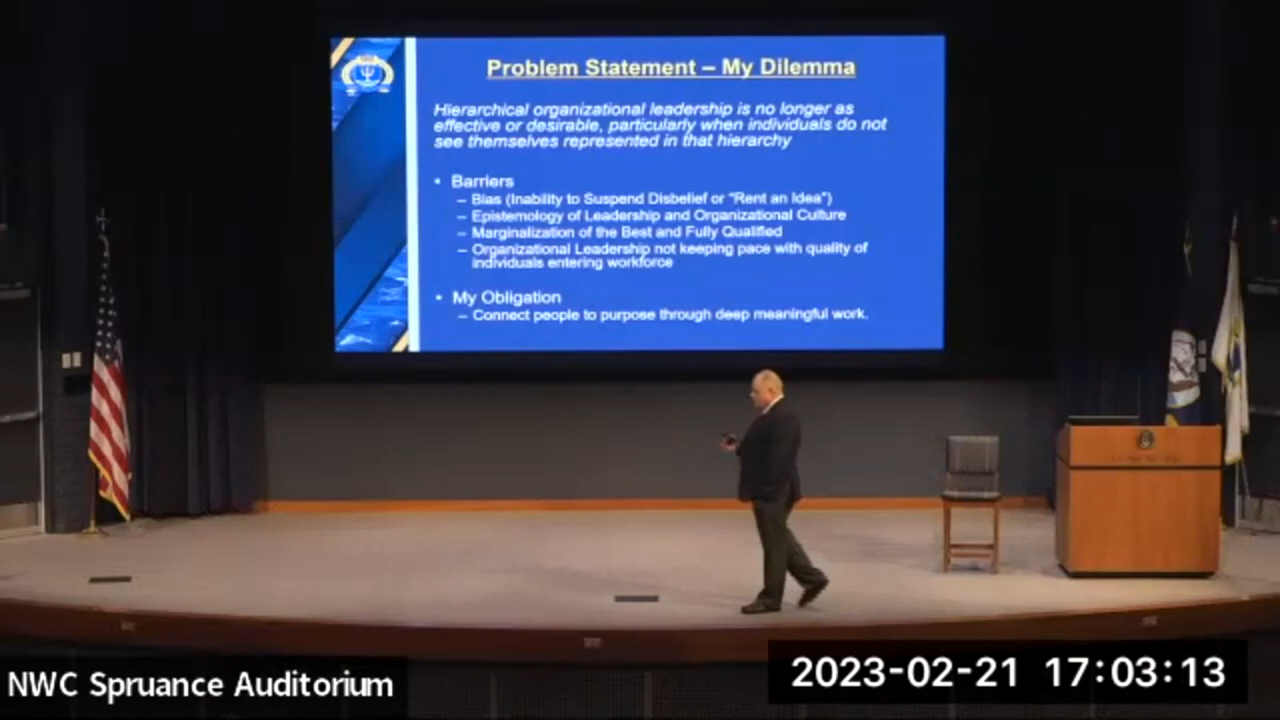 Problem Statement – My Dilemma
Hierarchical organizational leadership is no longer as
effective or desirable, particularly when individuals do not
see themselves represented in that hierarchy
• Barriers
– Bias (Inability to Suspend Disbelief or “Rent an Idea”)
– Epistemology of Leadership and Organizational Culture
– Marginalization of the Best and Fully Qualified
– Organizational Leadership not keeping pace with quality of
individuals entering workforce
• My Obligation
– Connect people to purpose through deep meaningful work.
NWC Spruance Auditorium
2023-02-21 17:03:13